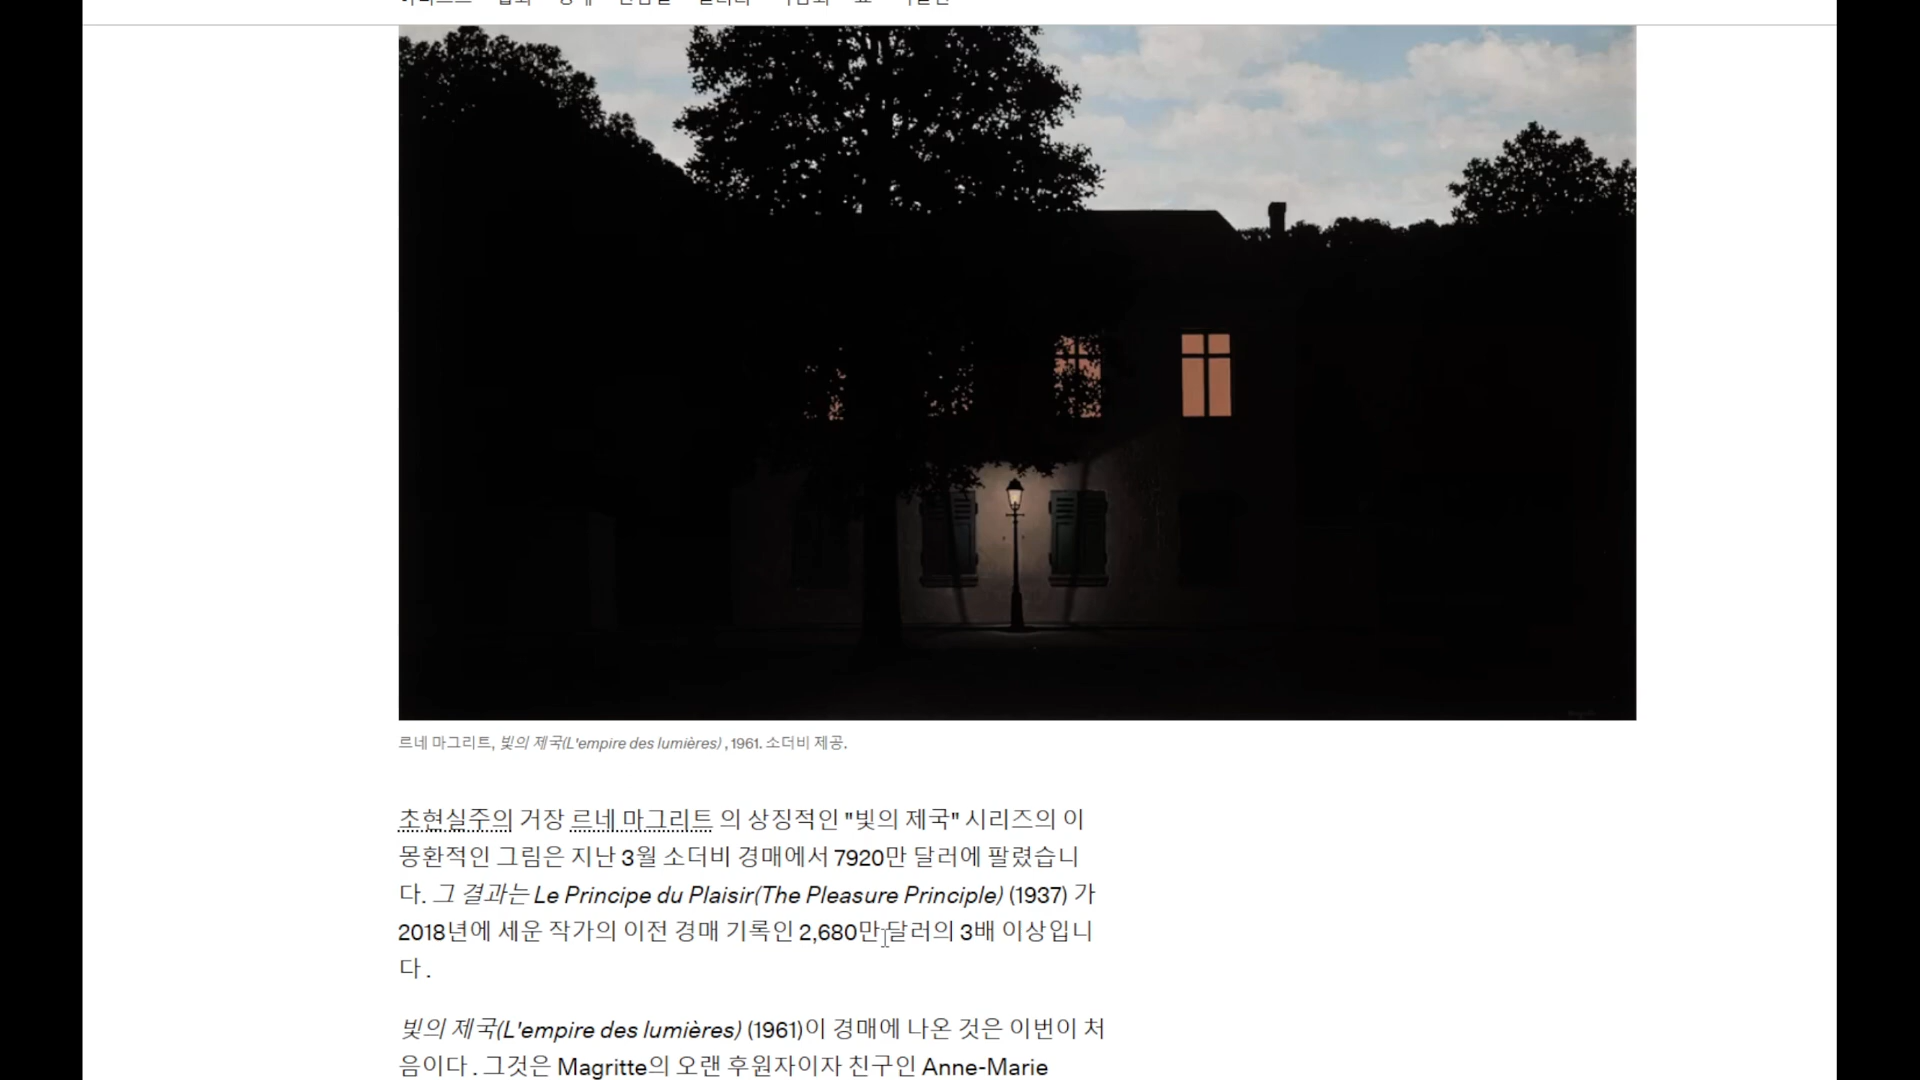 르네 마그리트, 빛의 제국(L'empire des lumières) , 1961. 소더비 제공.
초현실주의 거장 르네 마그리트 의 상징적인 "빛의 제국" 시리즈의 이
몽환적인 그림은 지난 3월 소더비 경매에서 7920만 달러에 팔렸습니
다. 그 결과는 Le Principe du Plaisir(The Pleasure Principle) (1937) 가
2018년에 세운 작가의 이전 경매 기록인 2,680만 달러의 3배 이상입니
다 .
빛의 제국(L'empire des lumières) (1961)이 경매에 나온 것은 이번이 처
음이다 . 그것은 Magritte의 오랜 후원자이자 친구인 Anne-Marie